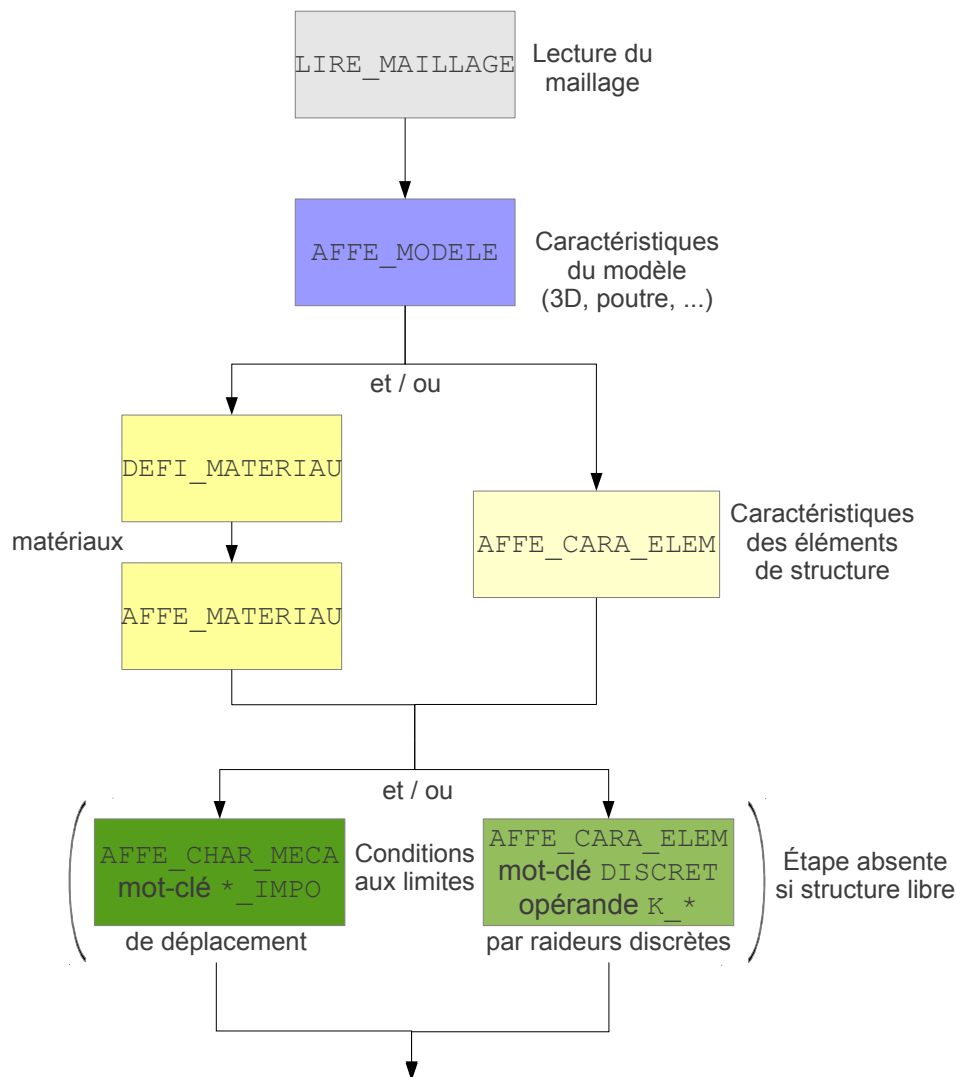 LIRE_MAILLAGE
Lecture du
maillage
AFFE_MODELE
Caractéristiques
du modèle
(3D, poutre, ...)
et / ou
DEFI_MATERIAU
matériaux
AFFE_MATERIAU
AFFE_CARA_ELEM
Caractéristiques
des éléments
de structure
et / ou
AFFE_CHAR_MECA
mot-clé *_IMPO
de déplacement
Conditions
aux limites
AFFE_CARA_ELEM
mot-clé DISCRET
opérande K_*
par raideurs discrètes
Étape absente
si structure libre